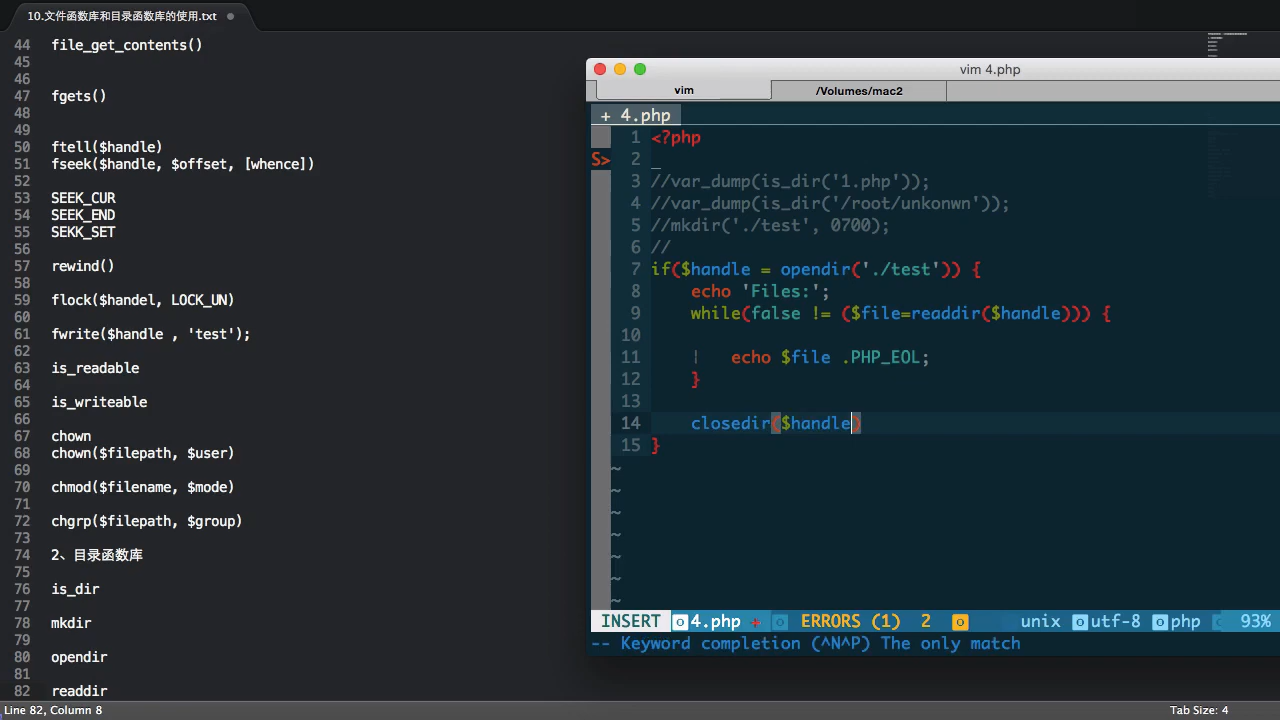 10.文件函数库和目录函数库的使用.txt
44 file_get_contents()
45
46
47 fgets()
48
49
50 ftell($handle)
51 fseek($handle, $offset, [whence])
52
53 SEEK_CUR
54 SEEK_END
55 SEKK_SET
56
57 rewind()
58
59 flock($handel, LOCK_UN)
60
61 fwrite($handle , 'test');
62
63 is_readable
64
65 is_writeable
66
67 chown
68 chown($filepath, $user)
69
70 chmod($filename, $mode)
71
72 chgrp($filepath, $group)
73
74 2、目录函数库
75
76 is_dir
77
78 mkdir
79
80 opendir
81
82 readdir
Line 82, Column 8
Tab Size: 4
vim 4.php
vim
/Volumes/mac2
+ 4.php
1 <?php
S> 2
3 //var_dump(is_dir('1.php'));
4 //var_dump(is_dir('/root/unkonwn'));
5 //mkdir('./test', 0700);
6 //
7 if($handle = opendir('./test')) {
8 echo 'Files:';
9 while(false != ($file=readdir($handle))) {
10
11 | echo $file .PHP_EOL;
12 }
13
14 closedir($handle)
15 }
~
~
~
~
~
~
~
INSERT 4.php + ERRORS (1) 2 unix utf-8 php 93%
-- Keyword completion (^N^P) The only match